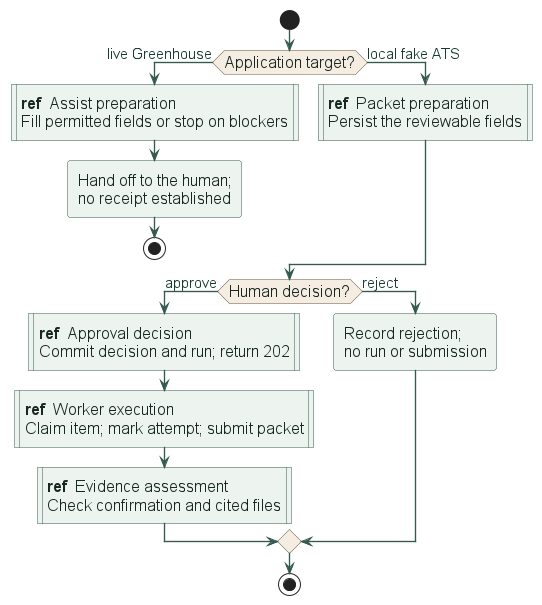 Application target?
live Greenhouse
local fake ATS
ref Assist preparation
Fill permitted fields or stop on blockers
ref Packet preparation
Persist the reviewable fields
Hand off to the human;
no receipt established
Human decision?
approve
reject
ref Approval decision
Commit decision and run; return 202
Record rejection;
no run or submission
ref Worker execution
Claim item; mark attempt; submit packet
ref Evidence assessment
Check confirmation and cited files